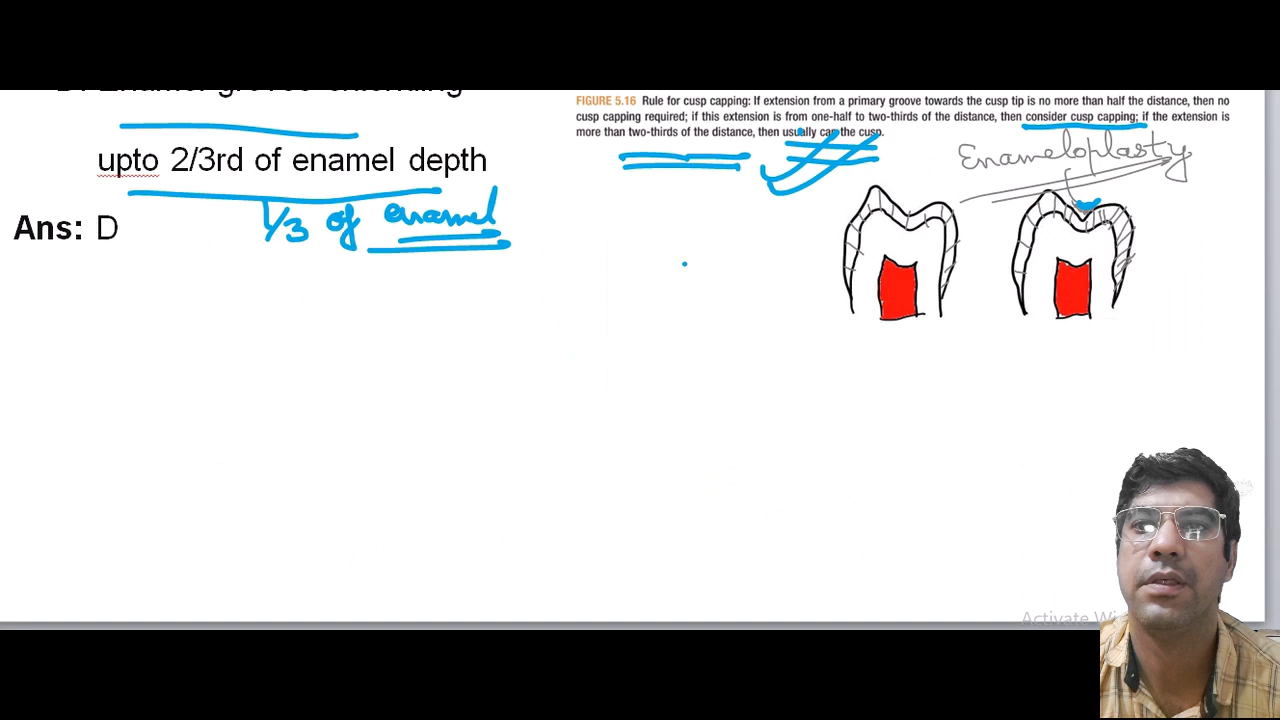 upto 2/3rd of enamel depth
1/3 of enamel
Ans: D
FIGURE 5.16 Rule for cusp capping: If extension from a primary groove towards the cusp tip is no more than half the distance, then no
cusp capping required; if this extension is from one-half to two-thirds of the distance, then consider cusp capping; if the extension is
more than two-thirds of the distance, then usually cap the cusp.
Enameloplasty
Activate Wi